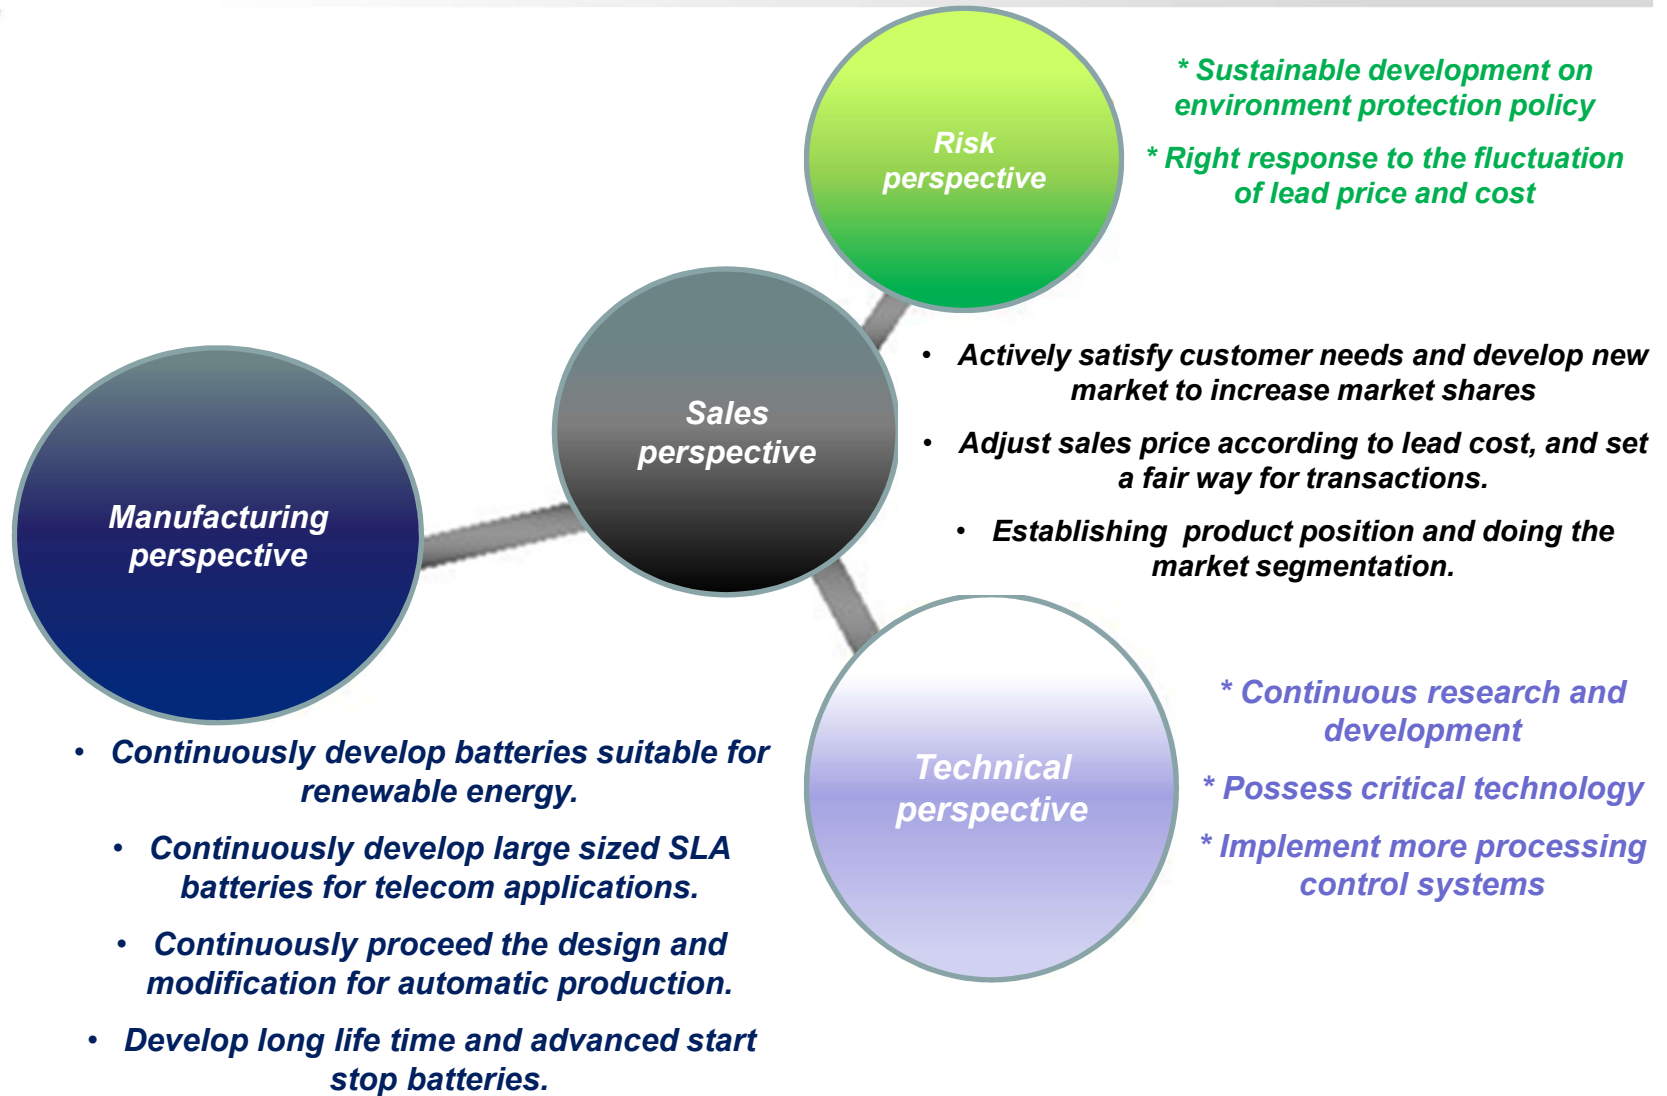 Risk
perspective
* Sustainable development on
environment protection policy
* Right response to the fluctuation
of lead price and cost
Sales
perspective
• Actively satisfy customer needs and develop new
market to increase market shares
• Adjust sales price according to lead cost, and set
a fair way for transactions.
• Establishing  product position and doing the
market segmentation.
Manufacturing
perspective
• Continuously develop batteries suitable for
renewable energy.
• Continuously develop large sized SLA
batteries for telecom applications.
• Continuously proceed the design and
modification for automatic production.
• Develop long life time and advanced start
stop batteries.
Technical
perspective
* Continuous research and
development
* Possess critical technology
* Implement more processing
control systems